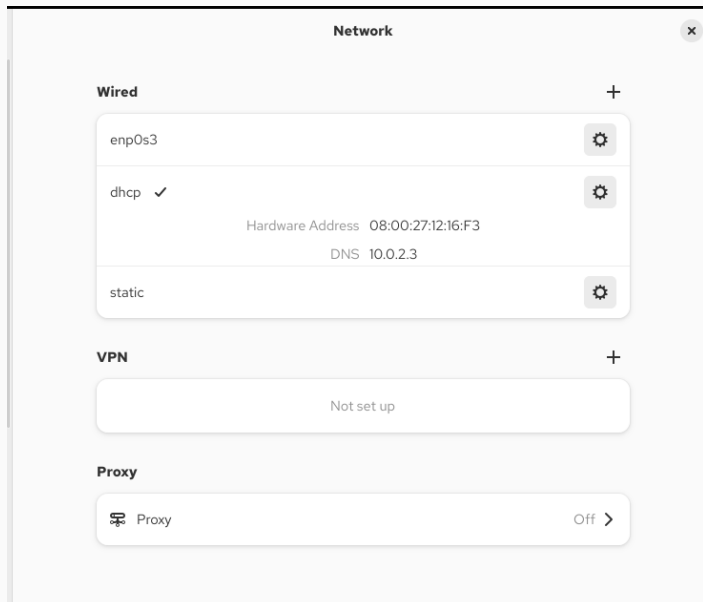 Network
Wired
enp0s3
dhcp
Hardware Address 08:00:27:12:16:F3
DNS 10.0.2.3
static
VPN
Not set up
Proxy
Proxy Off